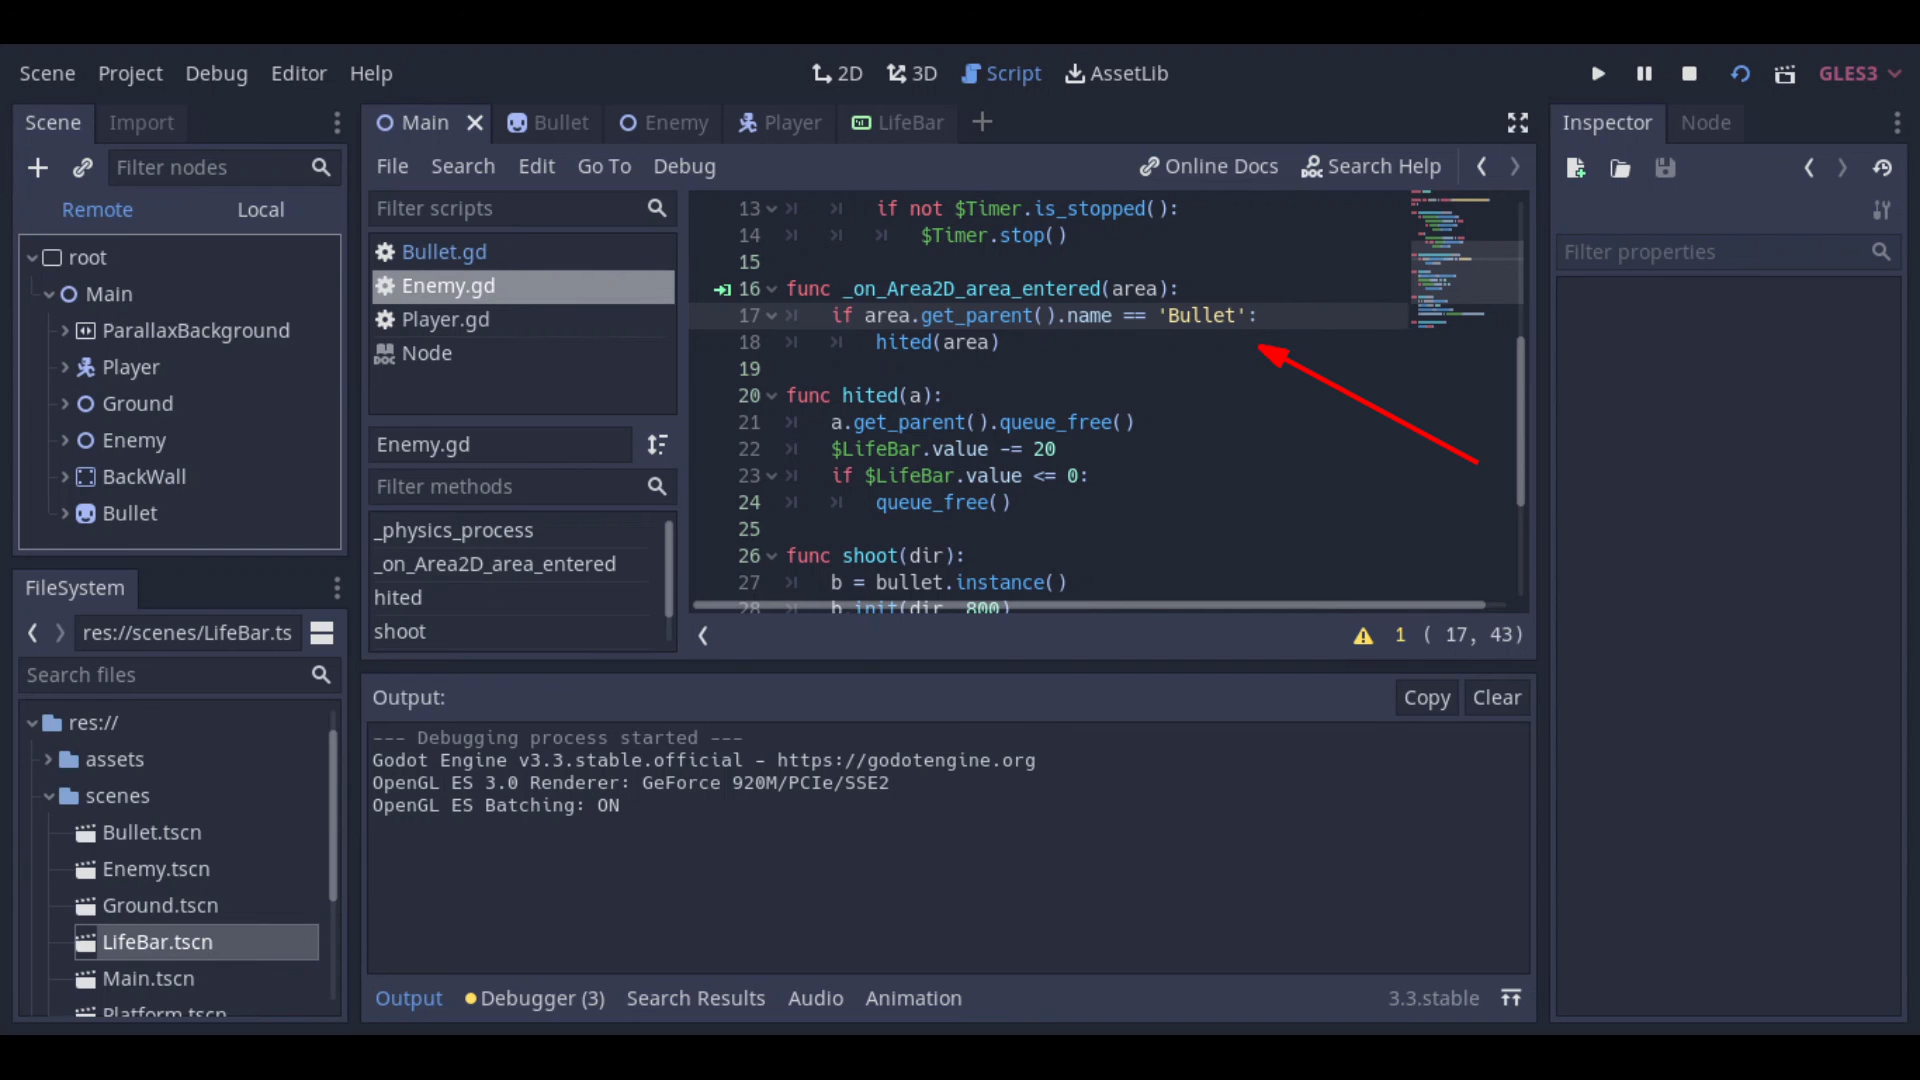 Scene Project Debug Editor Help 2D 3D Script AssetLib GLES3
Scene Import
Filter nodes
Remote Local
root
Main
ParallaxBackground
Player
Ground
Enemy
BackWall
Bullet
FileSystem
res://scenes/LifeBar.ts
Search files
res://
assets
scenes
Bullet.tscn
Enemy.tscn
Ground.tscn
LifeBar.tscn
Main.tscn
Platform.tscn
Main Bullet Enemy Player LifeBar
File Search Edit Go To Debug Online Docs Search Help
Filter scripts
Bullet.gd
Enemy.gd
Player.gd
Node
Enemy.gd
Filter methods
_physics_process
_on_Area2D_area_entered
hited
shoot
13 if not $Timer.is_stopped():
14 $Timer.stop()
15
16 func _on_Area2D_area_entered(area):
17 if area.get_parent().name == 'Bullet':
18 hited(area)
19
20 func hited(a):
21 a.get_parent().queue_free()
22 $LifeBar.value -= 20
23 if $LifeBar.value <= 0:
24 queue_free()
25
26 func shoot(dir):
27 b = bullet.instance()
28 b.init(dir, 800)
1 ( 17, 43)
Output: Copy Clear
--- Debugging process started ---
Godot Engine v3.3.stable.official - https://godotengine.org
OpenGL ES 3.0 Renderer: GeForce 920M/PCIe/SSE2
OpenGL ES Batching: ON
Output Debugger (3) Search Results Audio Animation 3.3.stable
Inspector Node
Filter properties